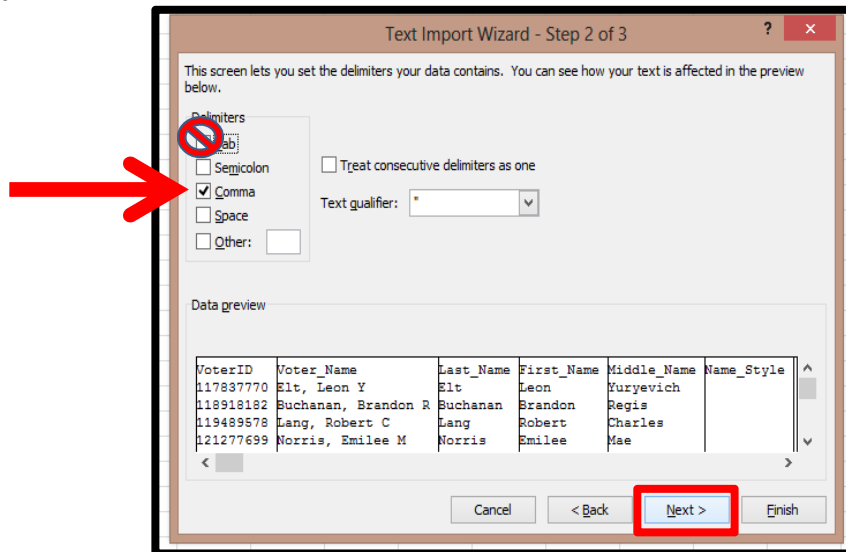 Text Import Wizard - Step 2 of 3 ? ×
This screen lets you set the delimiters your data contains. You can see how your text is affected in the preview
below.
Delimiters
Semicolon
Treat consecutive delimiters as one
Comma
Text qualifier: "
Space
Other:
Data preview
VoterID Voter_Name Last_Name First_Name Middle_Name Name_Style
117837770 Elt, Leon Y Elt Leon Yuryevich
118918182 Buchanan, Brandon R Buchanan Brandon Regis
119489578 Lang, Robert C Lang Robert Charles
121277699 Norris, Emilee M Norris Emilee Mae
Cancel < Back Next > Finish